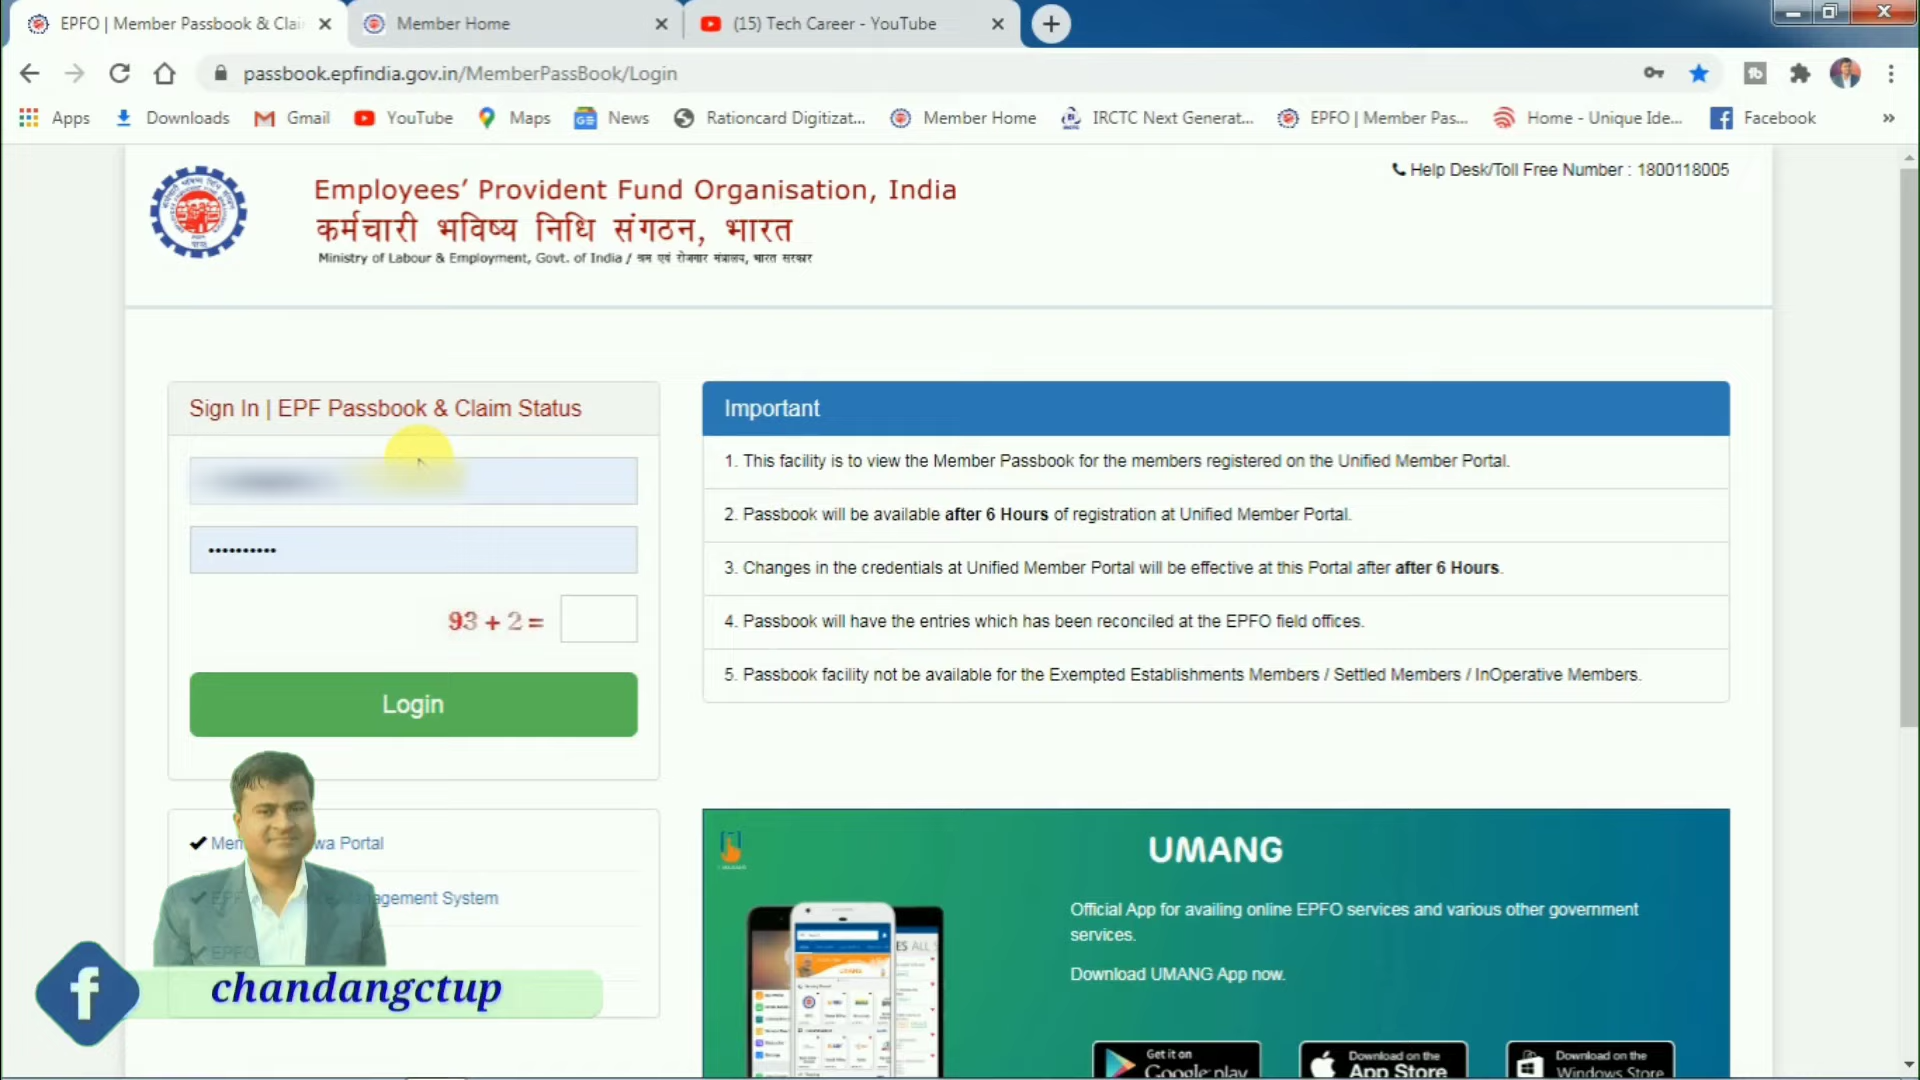 EPFO | Member Passbook & Clai
Member Home
(15) Tech Career - YouTube
passbook.epfindia.gov.in/MemberPassBook/Login
Apps
Downloads
Gmail
YouTube
Maps
News
Rationcard Digitizat...
Member Home
IRCTC Next Generat...
EPFO | Member Pas...
Home - Unique Ide...
Facebook
»
Employees' Provident Fund Organisation, India
कर्मचारी भविष्य निधि संगठन, भारत
Ministry of Labour & Employment, Govt. of India / श्रम एवं रोजगार मंत्रालय, भारत सरकार
Help Desk/Toll Free Number : 1800118005
Sign In | EPF Passbook & Claim Status
••••••••••
93 + 2 =
Login
Important
1. This facility is to view the Member Passbook for the members registered on the Unified Member Portal.
2. Passbook will be available after 6 Hours of registration at Unified Member Portal.
3. Changes in the credentials at Unified Member Portal will be effective at this Portal after after 6 Hours.
4. Passbook will have the entries which has been reconciled at the EPFO field offices.
5. Passbook facility not be available for the Exempted Establishments Members / Settled Members / InOperative Members.
Portal
System
f
chandangctup
UMANG
Official App for availing online EPFO services and various other government
services.
Download UMANG App now.
Get it on
Google play
Download on the
App Store
Download on the
Windows Store